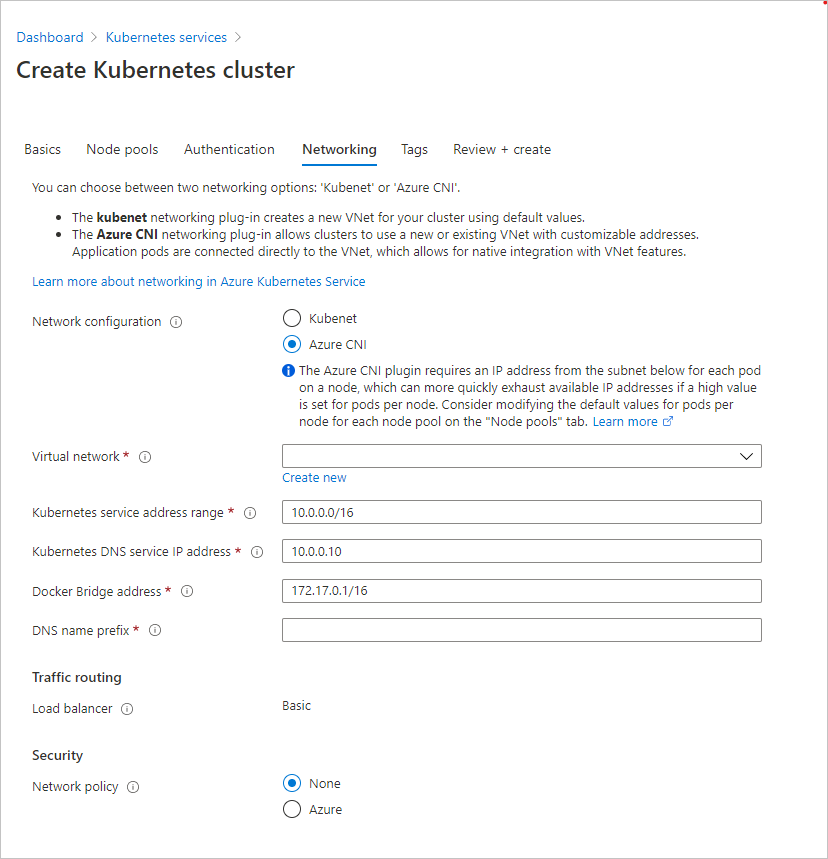 Dashboard > Kubernetes services >
Create Kubernetes cluster
Basics Node pools Authentication Networking Tags Review + create
You can choose between two networking options: 'Kubenet' or 'Azure CNI'.
• The kubenet networking plug-in creates a new VNet for your cluster using default values.
• The Azure CNI networking plug-in allows clusters to use a new or existing VNet with customizable addresses.
Application pods are connected directly to the VNet, which allows for native integration with VNet features.
Learn more about networking in Azure Kubernetes Service
Network configuration
Kubenet
Azure CNI
The Azure CNI plugin requires an IP address from the subnet below for each pod
on a node, which can more quickly exhaust available IP addresses if a high value
is set for pods per node. Consider modifying the default values for pods per
node for each node pool on the "Node pools" tab. Learn more
Virtual network *
Create new
Kubernetes service address range * 10.0.0.0/16
Kubernetes DNS service IP address * 10.0.0.10
Docker Bridge address * 172.17.0.1/16
DNS name prefix *
Traffic routing
Load balancer Basic
Security
Network policy None
Azure